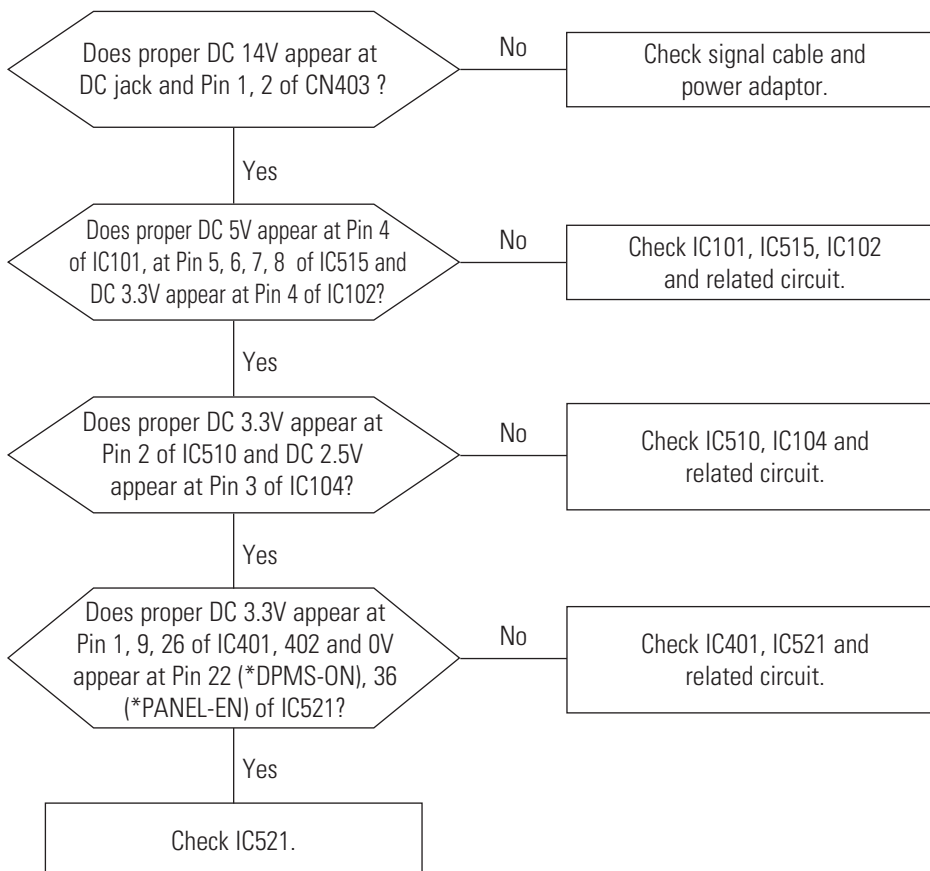 Does proper DC 14V appear at
DC jack and Pin 1, 2 of CN403 ?
No
Check signal cable and
power adaptor.
Yes
Does proper DC 5V appear at Pin 4
of IC101, at Pin 5, 6, 7, 8 of IC515 and
DC 3.3V appear at Pin 4 of IC102?
No
Check IC101, IC515, IC102
and related circuit.
Yes
Does proper DC 3.3V appear at
Pin 2 of IC510 and DC 2.5V
appear at Pin 3 of IC104?
No
Check IC510, IC104 and
related circuit.
Yes
Does proper DC 3.3V appear at
Pin 1, 9, 26 of IC401, 402 and 0V
appear at Pin 22 (*DPMS-ON), 36
(*PANEL-EN) of IC521?
No
Check IC401, IC521 and
related circuit.
Yes
Check IC521.